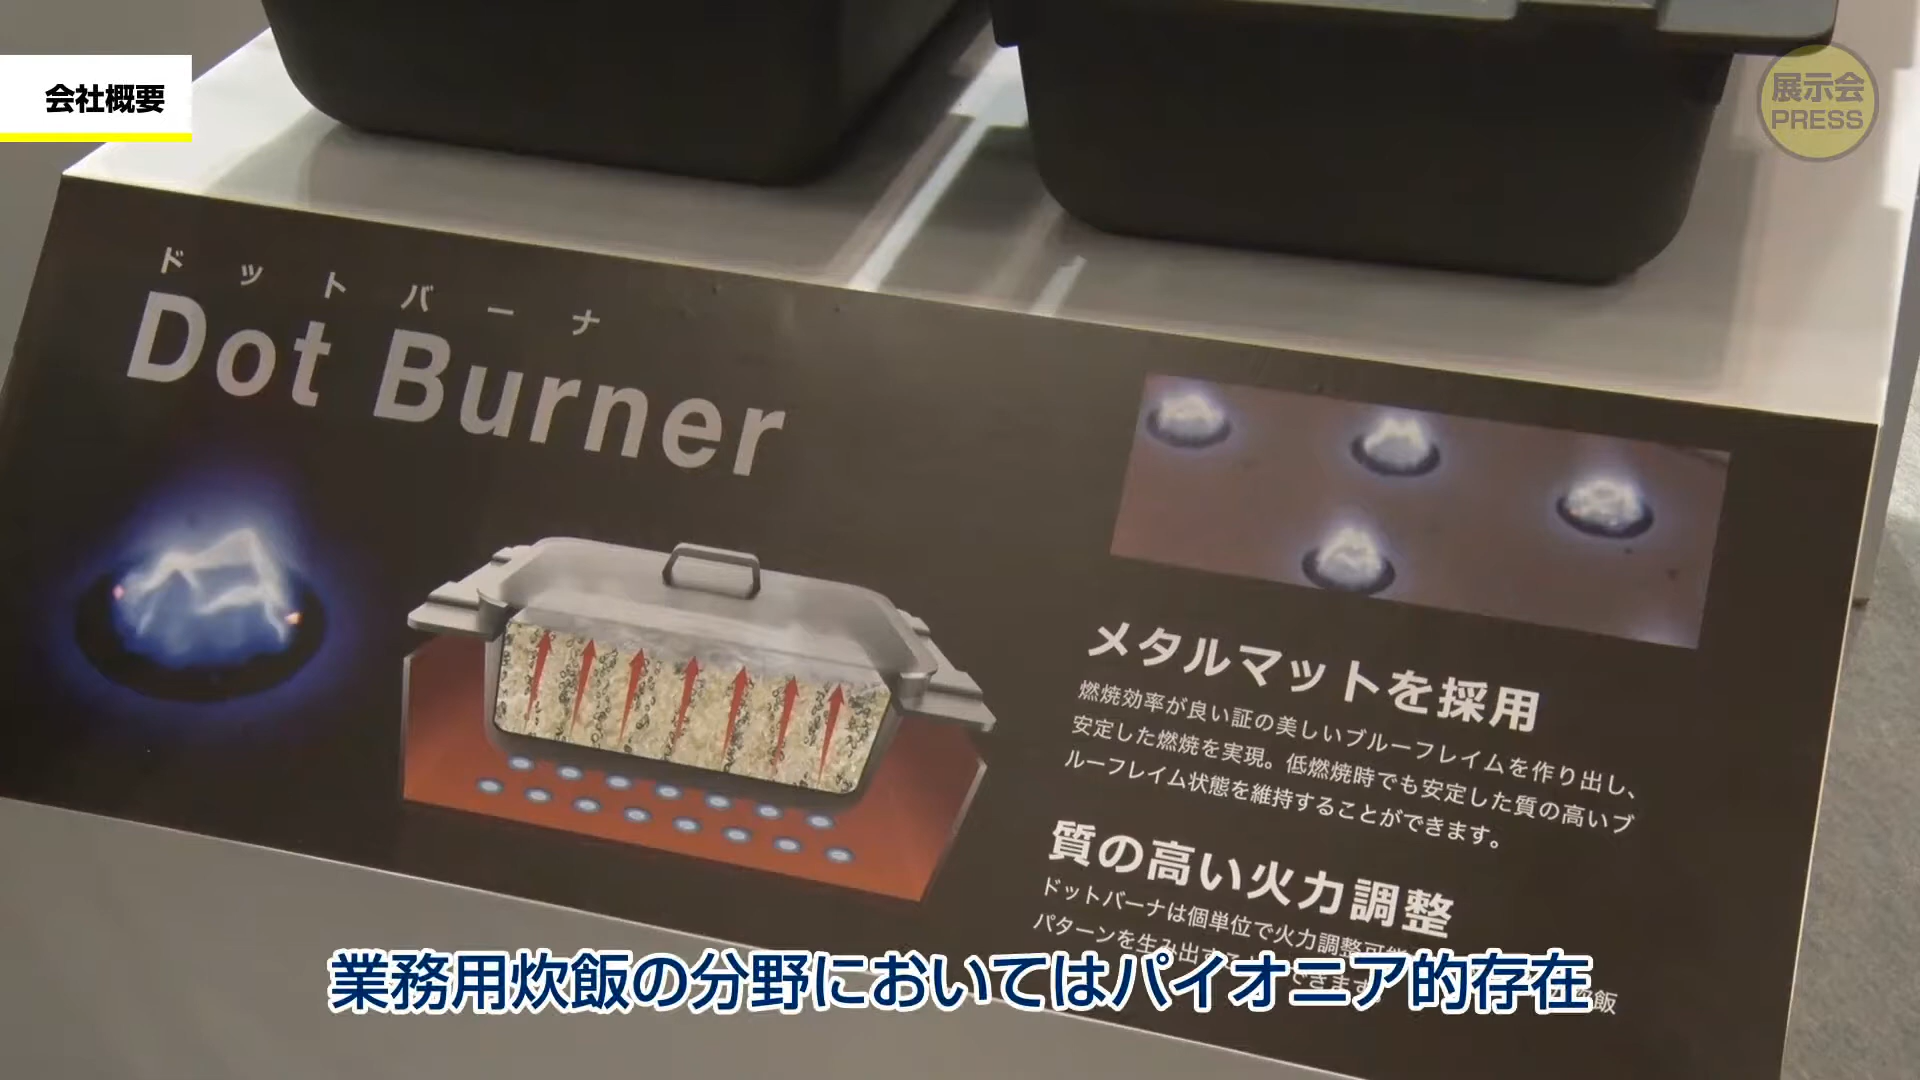 会社概要
展示会
PRESS
ドットバーナ
Dot Burner
メタルマットを採用
燃焼効率が良い証の美しいブルーフレイムを作り出し、
安定した燃焼を実現。低燃焼時でも安定した質の高いブ
ルーフレイム状態を維持することができます。
質の高い火力調整
ドットバーナは個単位で火力調整可能
パターンを生み出す
できます
飯
業務用炊飯の分野においてはパイオニア的存在